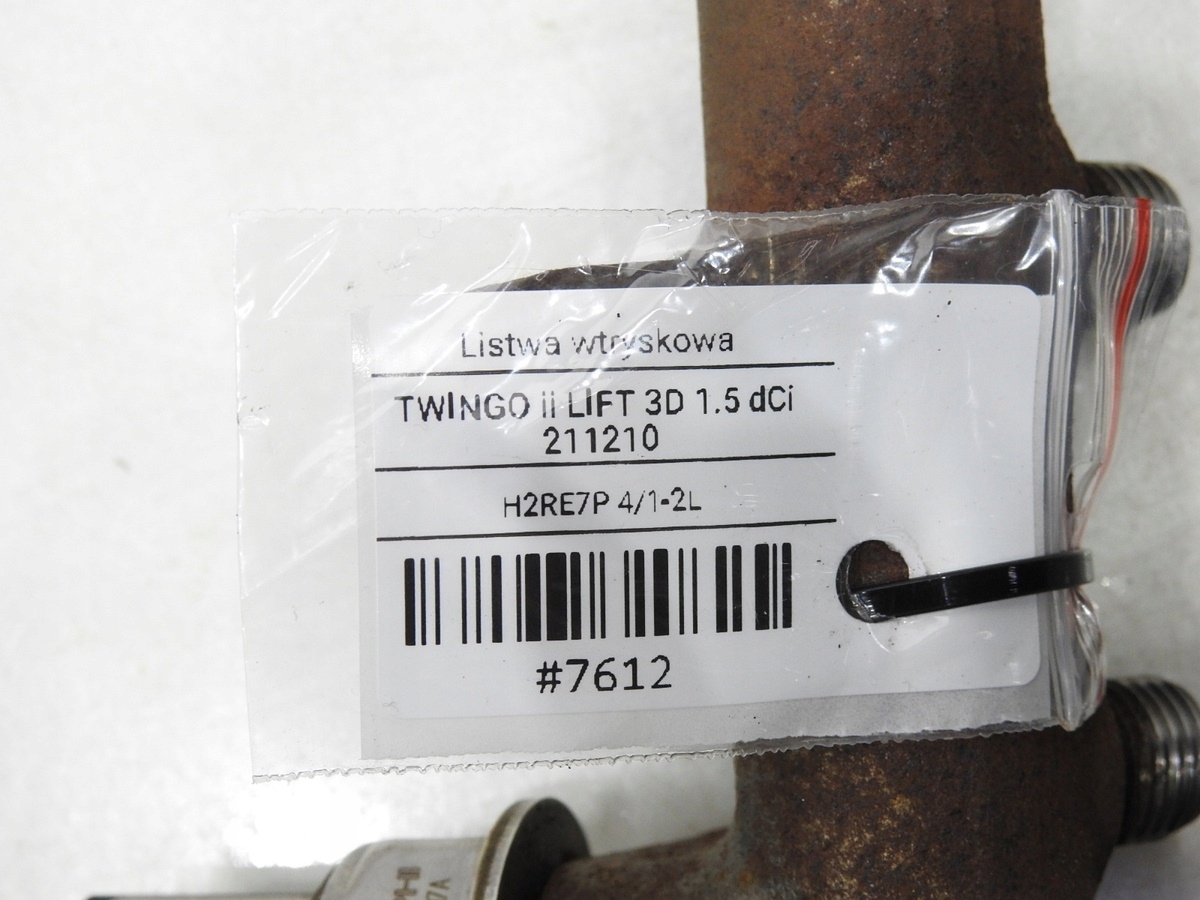 Listwa wtryskowa
TWINGO ii LIFT 3D 1.5 dCi
211210
H2RE7P 4/1-2L
#7612